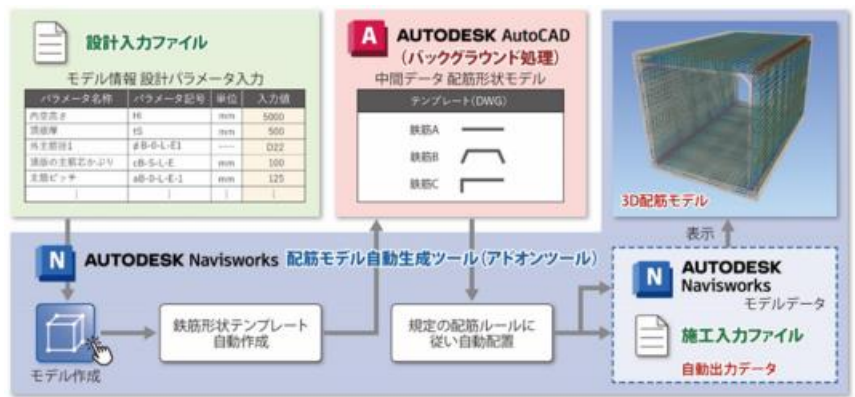 設計入力ファイル
モデル情報 設計パラメータ入力
パラメータ名称 パラメータ記号 単位 入力値
内空高さ Hi mm 5000
頂版厚 tS mm 500
外主筋径1 φB-0-L-E1 ---- D22
頂版の主筋芯かぶり cB-S-L-E mm 100
主筋ピッチ aB-0-L-E-1 mm 125
A AUTODESK AutoCAD
(バックグラウンド処理)
中間データ 配筋形状モデル
テンプレート(DWG)
鉄筋A
鉄筋B
鉄筋C
3D配筋モデル
表示
N AUTODESK Navisworks 配筋モデル自動生成ツール(アドオンツール)
モデル作成
鉄筋形状テンプレート
自動作成
規定の配筋ルールに
従い自動配置
N AUTODESK
Navisworks
モデルデータ
施工入力ファイル
自動出力データ